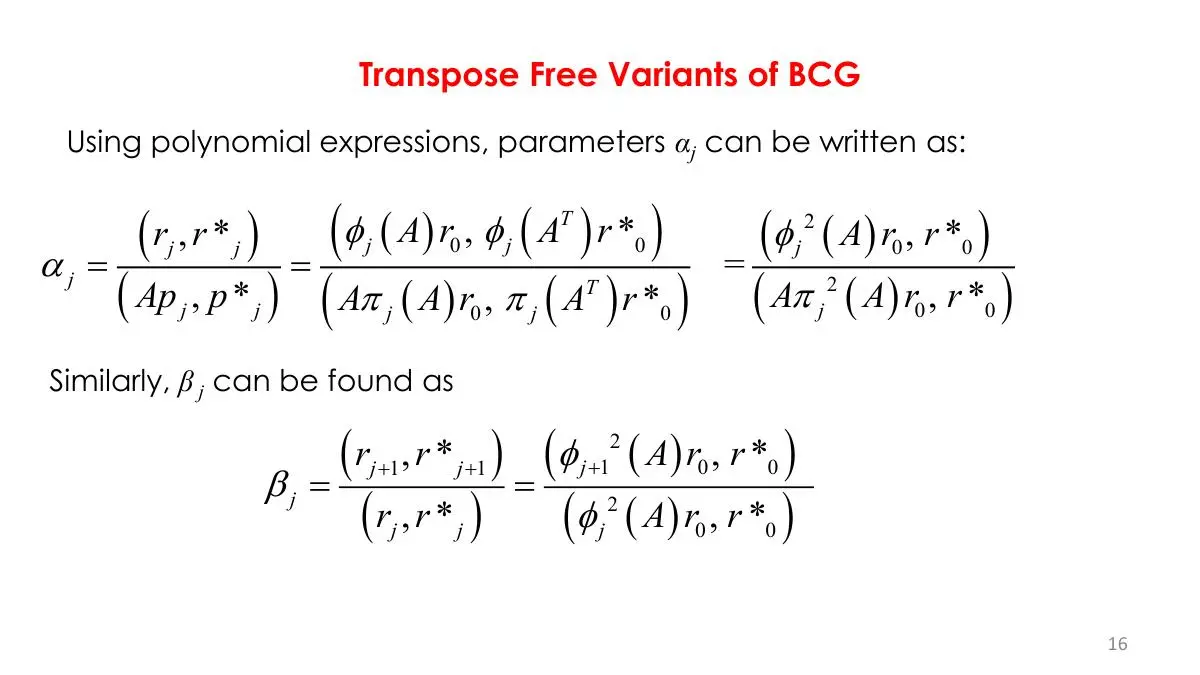 Transpose Free Variants of BCG
Using polynomial expressions, parameters αj can be written as:
αj = (rj, r*j) / (Apj, p*j) = (ϕj(A)r0, ϕj(A^T)r*0) / (Aπj(A)r0, πj(A^T)r*0) = (ϕj^2(A)r0, r*0) / (Aπj^2(A)r0, r*0)
Similarly, βj can be found as
βj = (rj+1, r*j+1) / (rj, r*j) = (ϕj+1^2(A)r0, r*0) / (ϕj^2(A)r0, r*0)
16